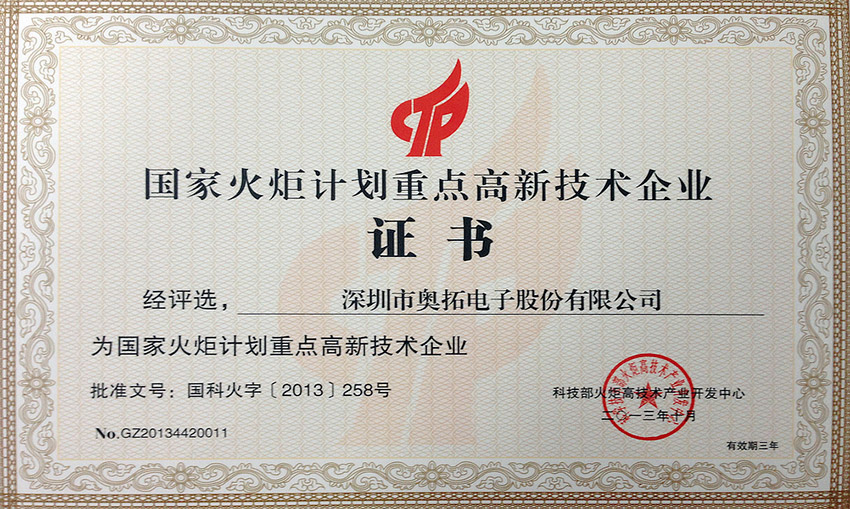 CTP
国家火炬计划重点高新技术企业
证书
经评选，深圳市奥拓电子股份有限公司
为国家火炬计划重点高新技术企业
批准文号：国科火字〔2013〕258号
科技部火炬高技术产业开发中心
二〇一三年十月
No.GZ20134420011
有效期三年